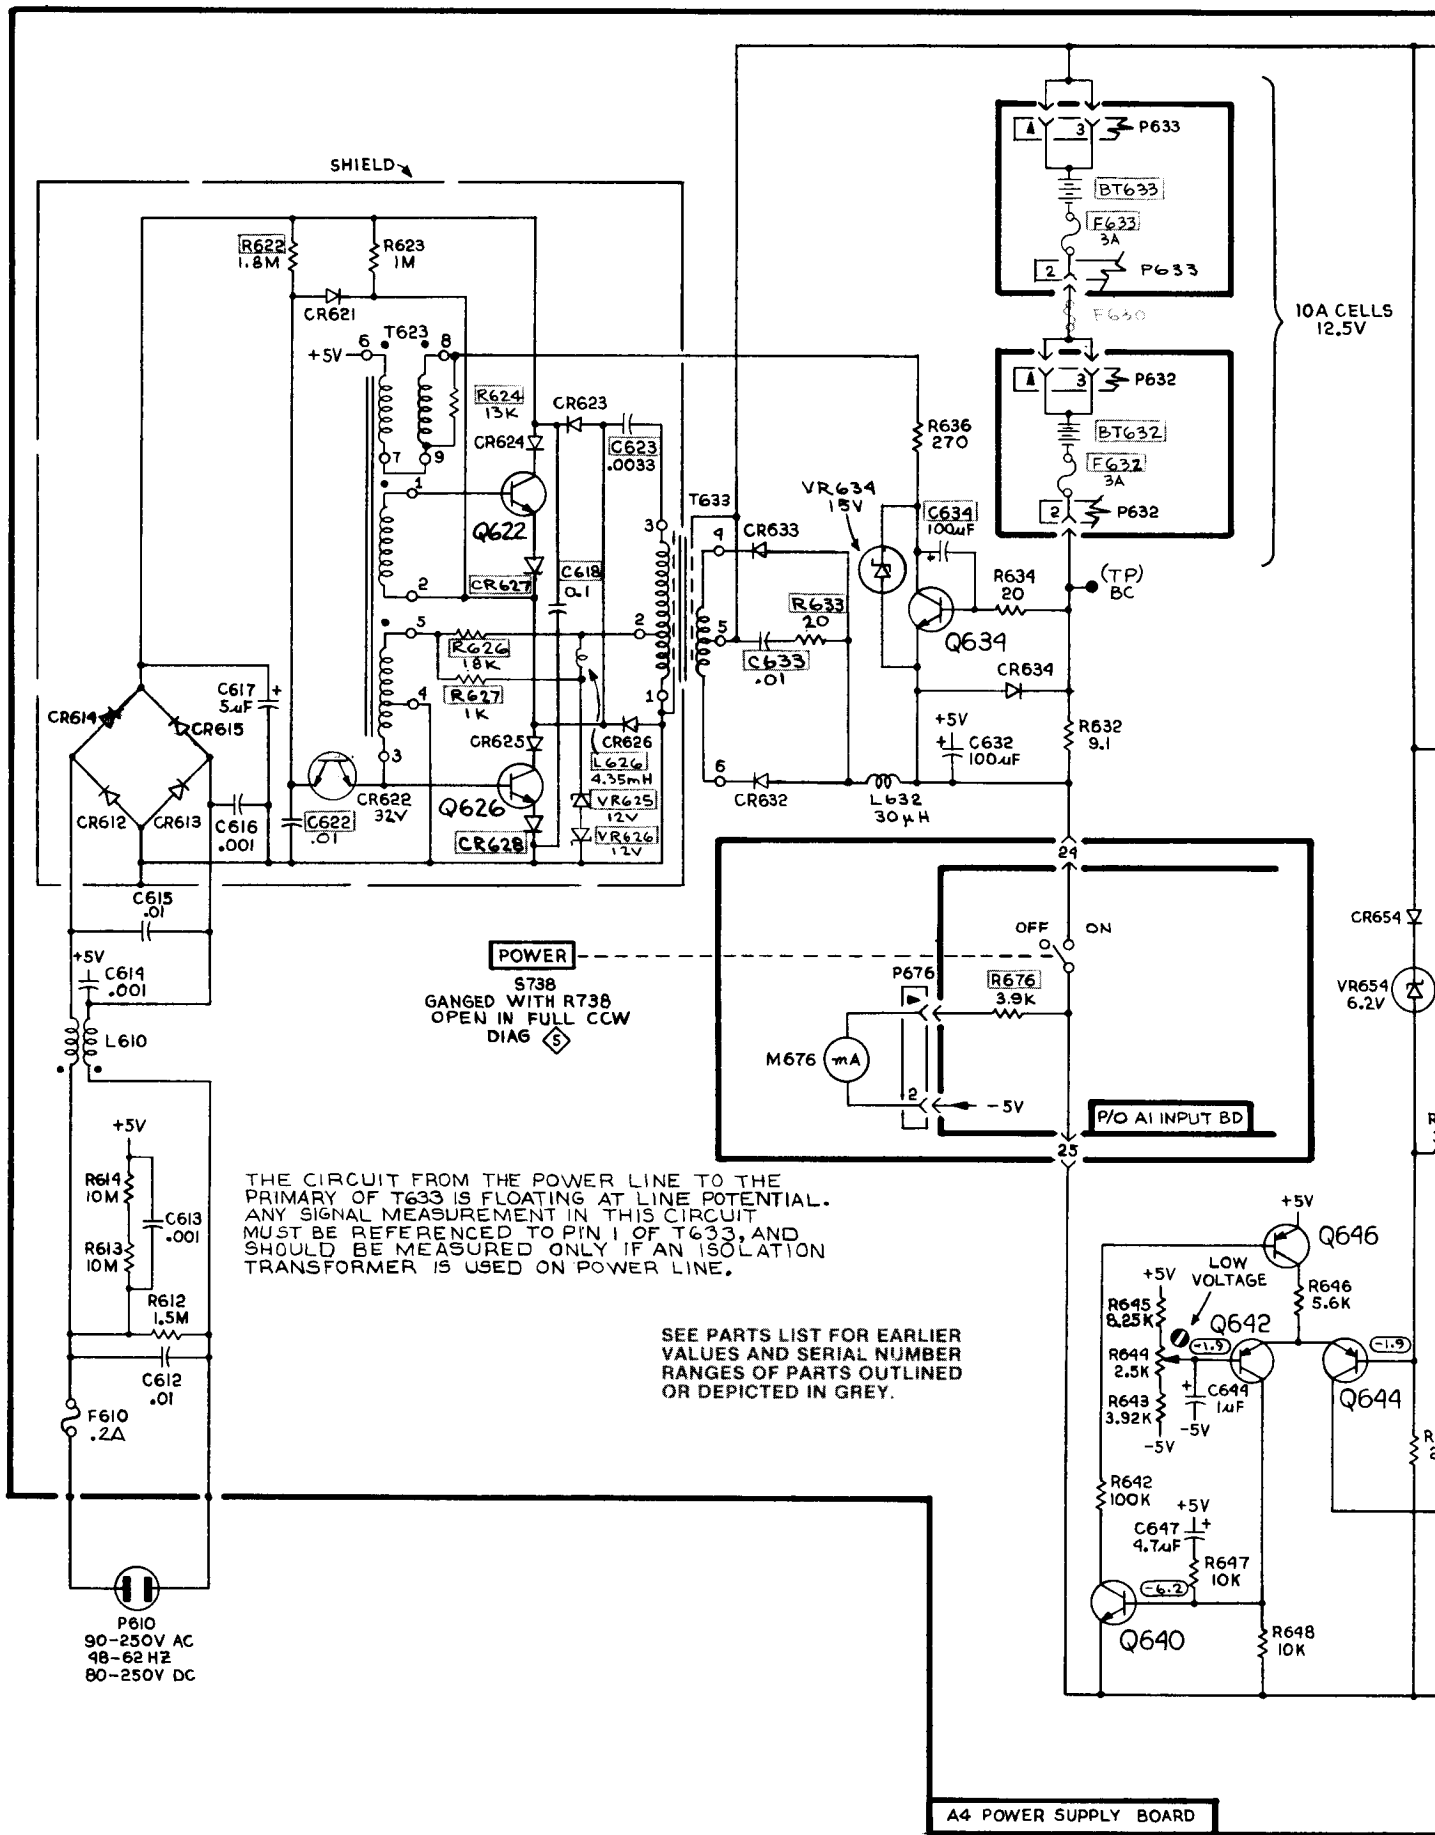 SHIELD
R622
1.8M
R623
1M
CR621
T623
+5V
6
8
R624
13K
CR623
CR624
C623
.0033
7
9
1
Q622
3
2
CR627
C618
0.1
5
R626
18K
2
R627
1K
4
1
C617
5uF
+
CR614
CR615
CR625
CR626
3
L626
4.35mH
CR622
32V
Q626
VR625
12V
CR612
CR613
C616
.001
C622
.01
CR628
VR626
12V
C615
.01
+5V
C614
.001
L610
+5V
R614
10M
C613
.001
R613
10M
R612
1.5M
C612
.01
F610
.2A
P610
90-250V AC
48-62 HZ
80-250V DC
T633
4
CR633
R633
20
5
C633
.01
6
CR632
L632
30µH
VR634
15V
R636
270
C634
100uF
+
R634
20
Q634
CR634
+5V
+
C632
100uF
R632
9.1
(TP)
BC
3
P633
BT633
F633
3A
2
P633
F630
3
P632
BT632
F632
3A
2
P632
10A CELLS
12.5V
24
OFF
ON
POWER
S738
GANGED WITH R738
OPEN IN FULL CCW
DIAG 5
P676
R676
3.9K
M676
mA
2
-5V
P/O A1 INPUT BD
25
THE CIRCUIT FROM THE POWER LINE TO THE
PRIMARY OF T633 IS FLOATING AT LINE POTENTIAL.
ANY SIGNAL MEASUREMENT IN THIS CIRCUIT
MUST BE REFERENCED TO PIN 1 OF T633, AND
SHOULD BE MEASURED ONLY IF AN ISOLATION
TRANSFORMER IS USED ON POWER LINE.
SEE PARTS LIST FOR EARLIER
VALUES AND SERIAL NUMBER
RANGES OF PARTS OUTLINED
OR DEPICTED IN GREY.
CR654
VR654
6.2V
+5V
Q646
LOW
VOLTAGE
+5V
R645
8.25K
R646
5.6K
Q642
-1.9
-1.9
R644
2.5K
+
C644
1uF
-5V
R643
3.92K
-5V
Q644
R642
100K
+5V
C647
4.7uF
+
R647
10K
-6.2
Q640
R648
10K
A4 POWER SUPPLY BOARD